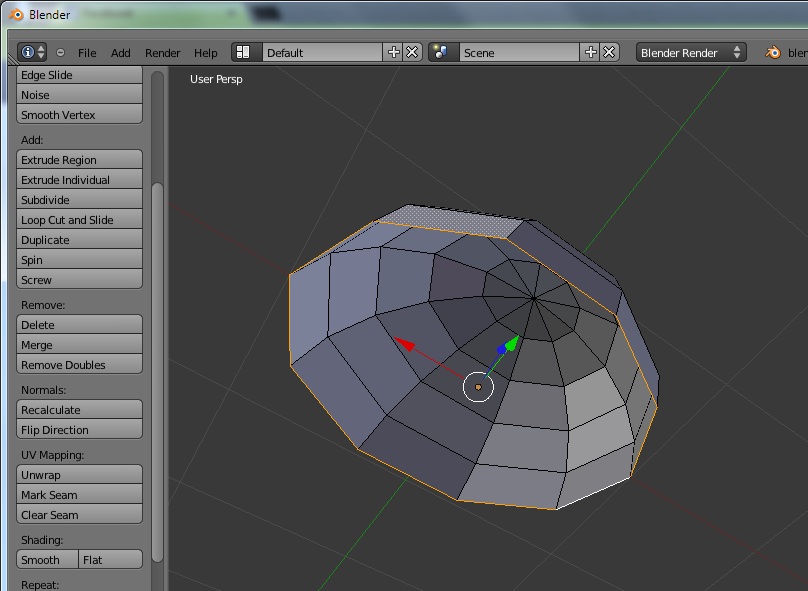 Blender
File Add Render Help Default Scene Blender Render
User Persp
Edge Slide
Noise
Smooth Vertex
Add:
Extrude Region
Extrude Individual
Subdivide
Loop Cut and Slide
Duplicate
Spin
Screw
Remove:
Delete
Merge
Remove Doubles
Normals:
Recalculate
Flip Direction
UV Mapping:
Unwrap
Mark Seam
Clear Seam
Shading:
Smooth Flat
Repeat: